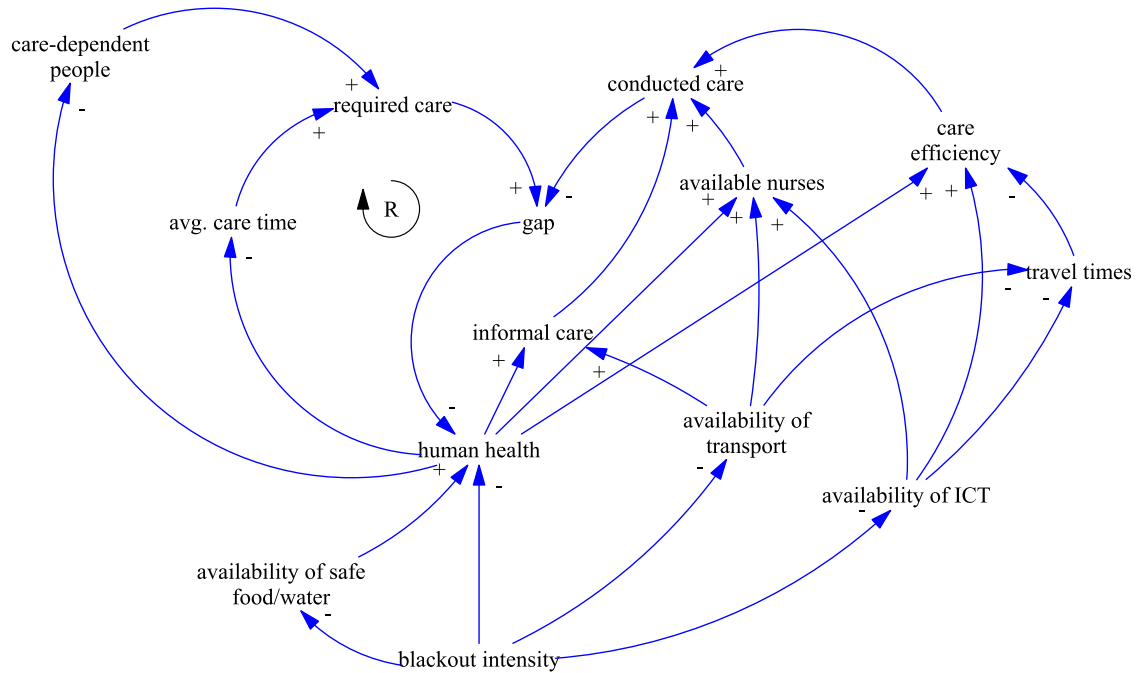 care-dependent
people
-
+
required care
+
conducted care
+
+
+
care
efficiency
+
+
-
available nurses
+
+
+
R
avg. care time
-
+
-
gap
travel times
-
-
informal care
+
+
-
human health
+
-
availability of
transport
-
availability of ICT
-
availability of safe
food/water
-
blackout intensity